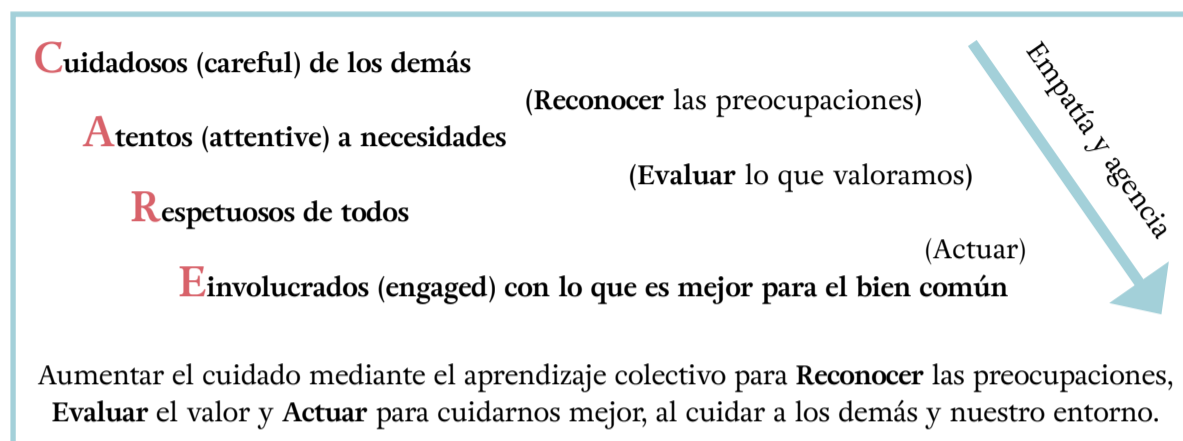 Cuidadosos (careful) de los demás
(Reconocer las preocupaciones)
Atentos (attentive) a necesidades
(Evaluar lo que valoramos)
Respetuosos de todos
(Actuar)
Einvolucrados (engaged) con lo que es mejor para el bien común
Empatía y agencia
Aumentar el cuidado mediante el aprendizaje colectivo para Reconocer las preocupaciones,
Evaluar el valor y Actuar para cuidarnos mejor, al cuidar a los demás y nuestro entorno.